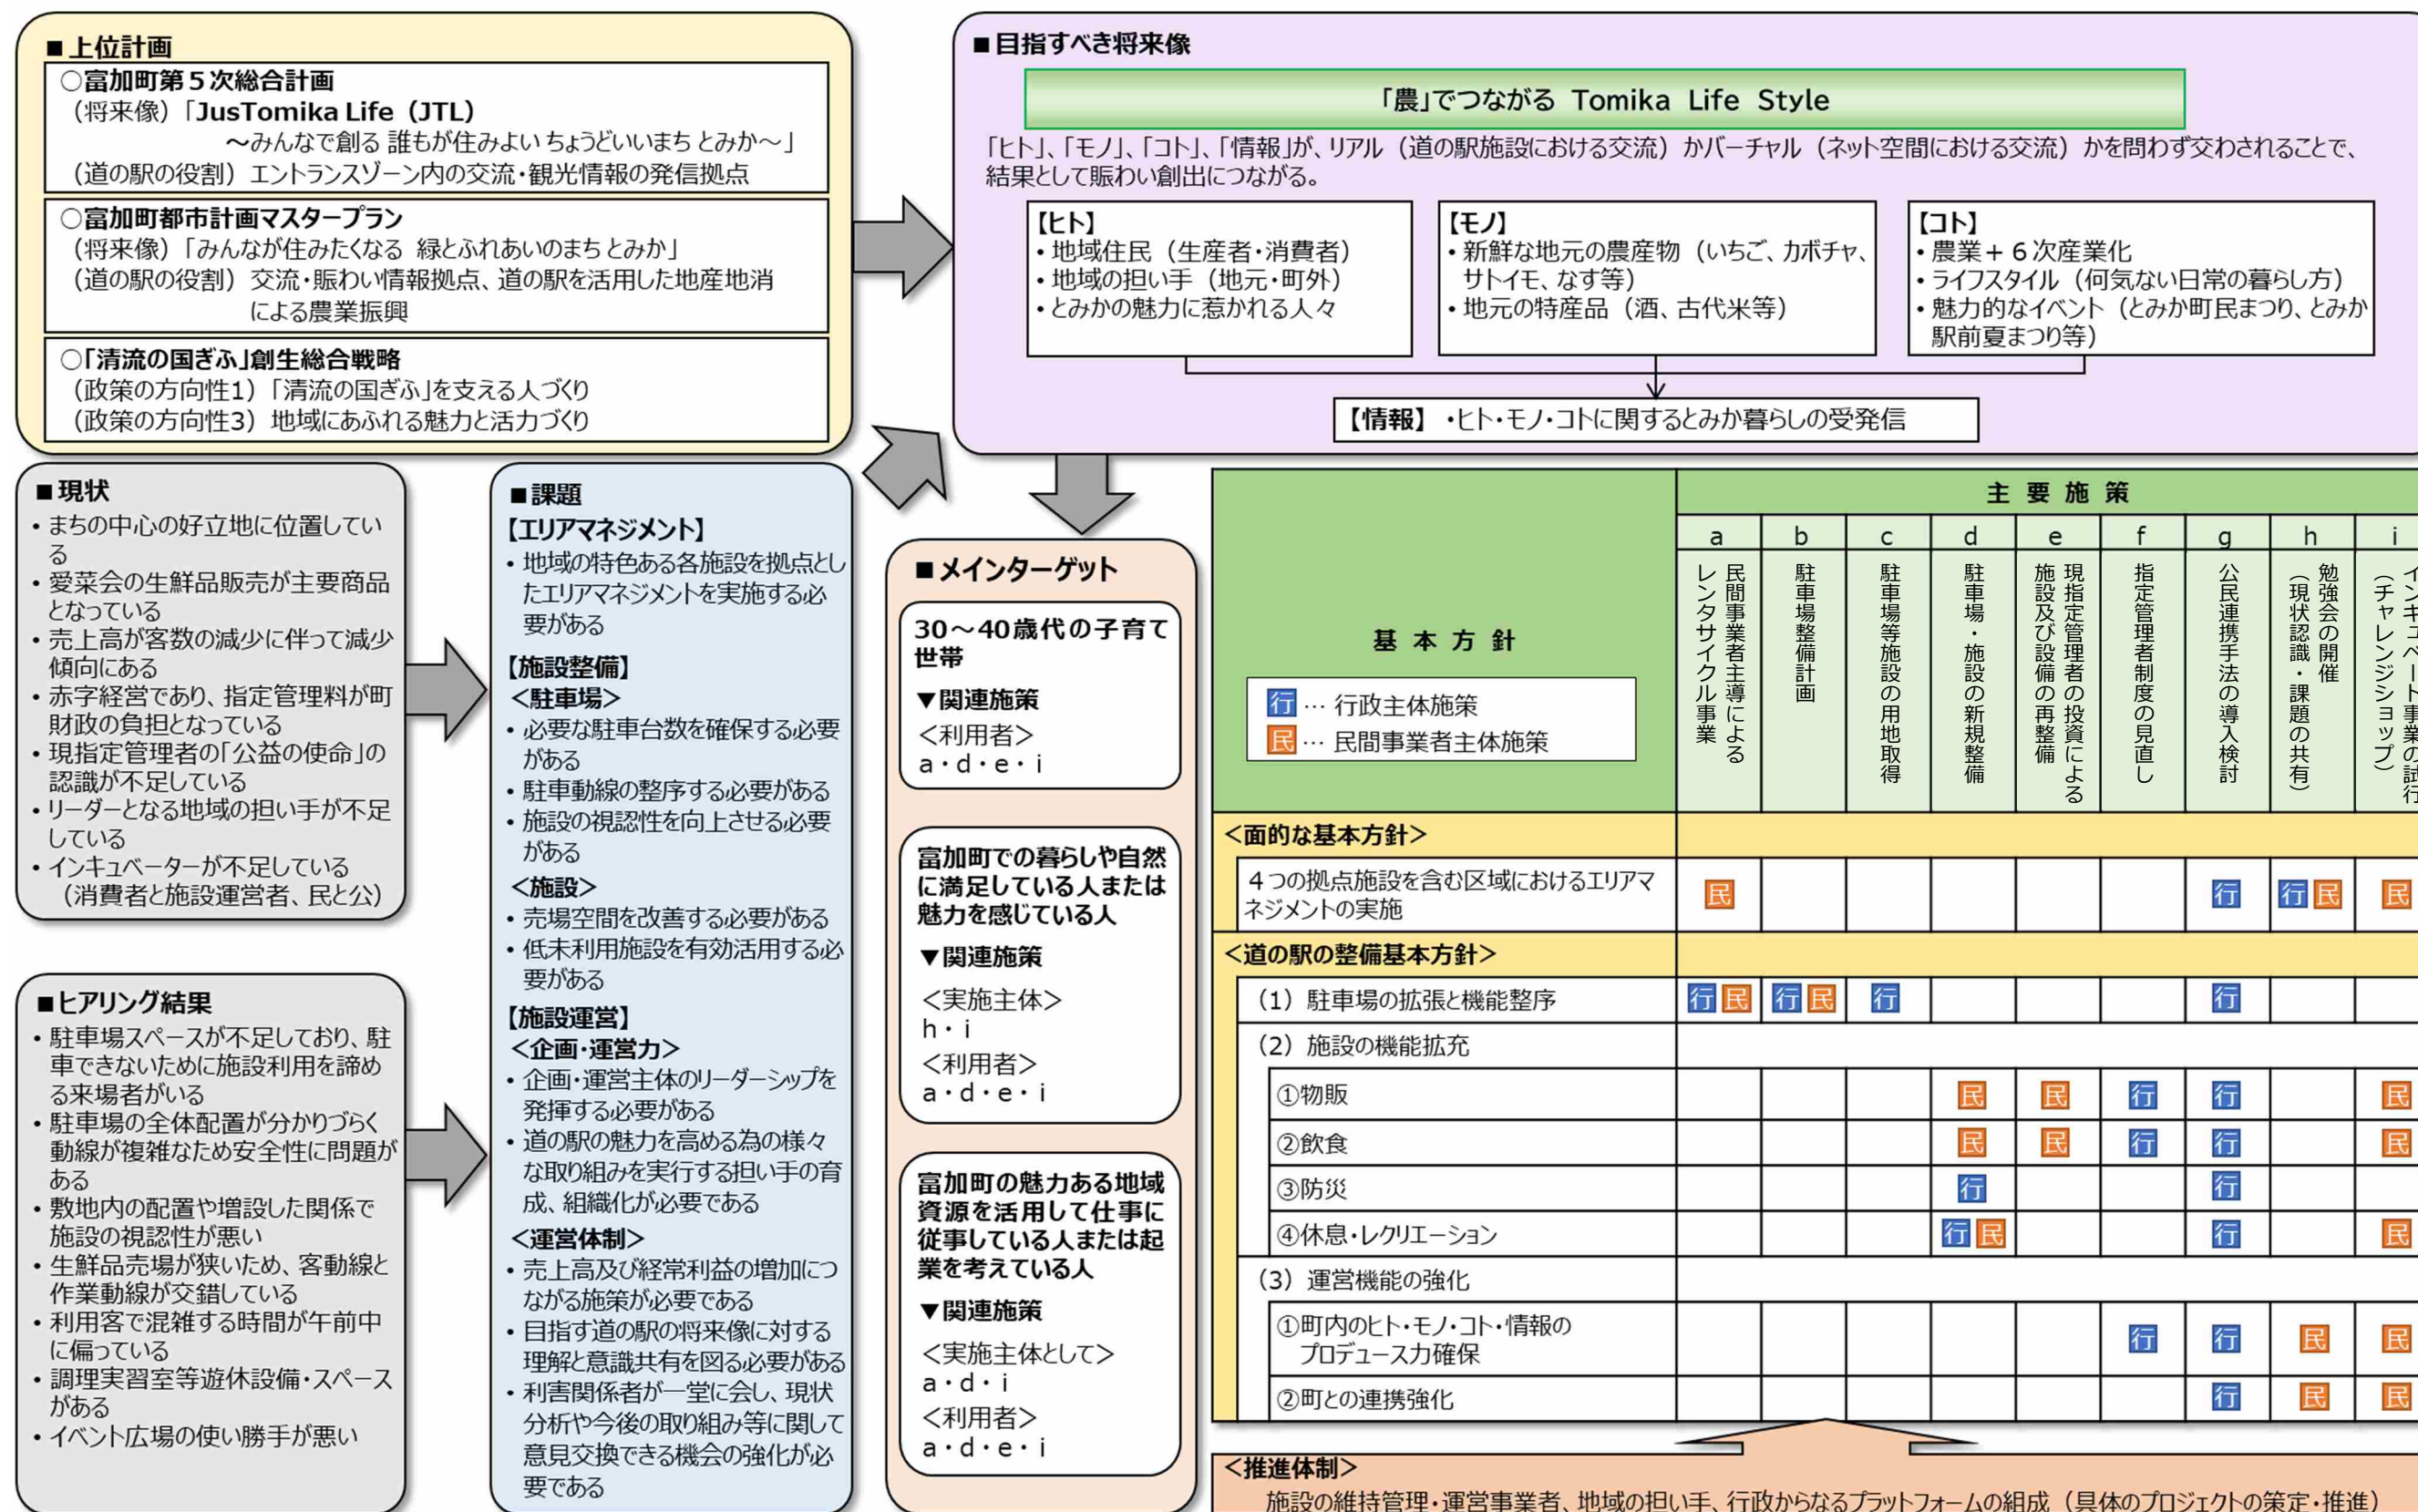 ■上位計画
○富加町第５次総合計画
（将来像）「JusTomika Life（JTL）
～みんなで創る 誰もが住みよい ちょうどいいまち とみか～」
（道の駅の役割）エントランスゾーン内の交流・観光情報の発信拠点
○富加町都市計画マスタープラン
（将来像）「みんなが住みたくなる 緑とふれあいのまち とみか」
（道の駅の役割）交流・賑わい情報拠点、道の駅を活用した地産地消
による農業振興
○「清流の国ぎふ」創生総合戦略
（政策の方向性1）「清流の国ぎふ」を支える人づくり
（政策の方向性3）地域にあふれる魅力と活力づくり
■目指すべき将来像
「農」でつながる Tomika Life Style
「ヒト」、「モノ」、「コト」、「情報」が、リアル（道の駅施設における交流）かバーチャル（ネット空間における交流）かを問わず交わされることで、
結果として賑わい創出につながる。
【ヒト】
・地域住民（生産者・消費者）
・地域の担い手（地元・町外）
・とみかの魅力に惹かれる人々
【モノ】
・新鮮な地元の農産物（いちご、カボチャ、
サトイモ、なす等）
・地元の特産品（酒、古代米等）
【コト】
・農業＋６次産業化
・ライフスタイル（何気ない日常の暮らし方）
・魅力的なイベント（とみか町民まつり、とみか
駅前夏まつり等）
【情報】・ヒト・モノ・コトに関するとみか暮らしの受発信
■現状
・まちの中心の好立地に位置してい
る
・愛菜会の生鮮品販売が主要商品
となっている
・売上高が客数の減少に伴って減少
傾向にある
・赤字経営であり、指定管理料が町
財政の負担となっている
・現指定管理者の「公益の使命」の
認識が不足している
・リーダーとなる地域の担い手が不足
している
・インキュベーターが不足している
（消費者と施設運営者、民と公）
■ヒアリング結果
・駐車場スペースが不足しており、駐
車できないために施設利用を諦め
る来場者がいる
・駐車場の全体配置が分かりづらく
動線が複雑なため安全性に問題が
ある
・敷地内の配置や増設した関係で
施設の視認性が悪い
・生鮮品売場が狭いため、客動線と
作業動線が交錯している
・利用客で混雑する時間が午前中
に偏っている
・調理実習室等遊休設備・スペース
がある
・イベント広場の使い勝手が悪い
■課題
【エリアマネジメント】
・地域の特色ある各施設を拠点とし
たエリアマネジメントを実施する必
要がある
【施設整備】
＜駐車場＞
・必要な駐車台数を確保する必要
がある
・駐車動線の整序する必要がある
・施設の視認性を向上させる必要
がある
＜施設＞
・売場空間を改善する必要がある
・低未利用施設を有効活用する必
要がある
【施設運営】
＜企画・運営力＞
・企画・運営主体のリーダーシップを
発揮する必要がある
・道の駅の魅力を高める為の様々
な取り組みを実行する担い手の育
成、組織化が必要である
＜運営体制＞
・売上高及び経常利益の増加につ
ながる施策が必要である
・目指す道の駅の将来像に対する
理解と意識共有を図る必要がある
・利害関係者が一堂に会し、現状
分析や今後の取り組み等に関して
意見交換できる機会の強化が必
要である
■メインターゲット
30～40歳代の子育て
世帯
▼関連施策
＜利用者＞
a・d・e・i
富加町での暮らしや自然
に満足している人または
魅力を感じている人
▼関連施策
＜実施主体＞
h・i
＜利用者＞
a・d・e・i
富加町の魅力ある地域
資源を活用して仕事に
従事している人または起
業を考えている人
▼関連施策
＜実施主体として＞
a・d・i
＜利用者＞
a・d・e・i
基本方針
行 … 行政主体施策
民 … 民間事業者主体施策
主要施策
a b c d e f g h i
民間事業者主導による
レンタサイクル事業
駐車場整備計画
駐車場等施設の用地取得
駐車場・施設の新規整備
現指定管理者の投資による
施設及び設備の再整備
指定管理者制度の見直し
公民連携手法の導入検討
勉強会の開催
（現状認識・課題の共有）
インキュベート事業の試行
（チャレンジショップ）
＜面的な基本方針＞
４つの拠点施設を含む区域におけるエリアマ
ネジメントの実施
民 行 行民 民
＜道の駅の整備基本方針＞
（1）駐車場の拡張と機能整序 行民 行民 行 行
（2）施設の機能拡充
①物販 民 民 行 行 民
②飲食 民 民 行 行 民
③防災 行 行
④休息・レクリエーション 行民 行 民
（3）運営機能の強化
①町内のヒト・モノ・コト・情報の
プロデュース力確保
行 行 民 民
②町との連携強化 行 民 民
＜推進体制＞
施設の維持管理・運営事業者、地域の担い手、行政からなるプラットフォームの組成（具体のプロジェクトの策定・推進）